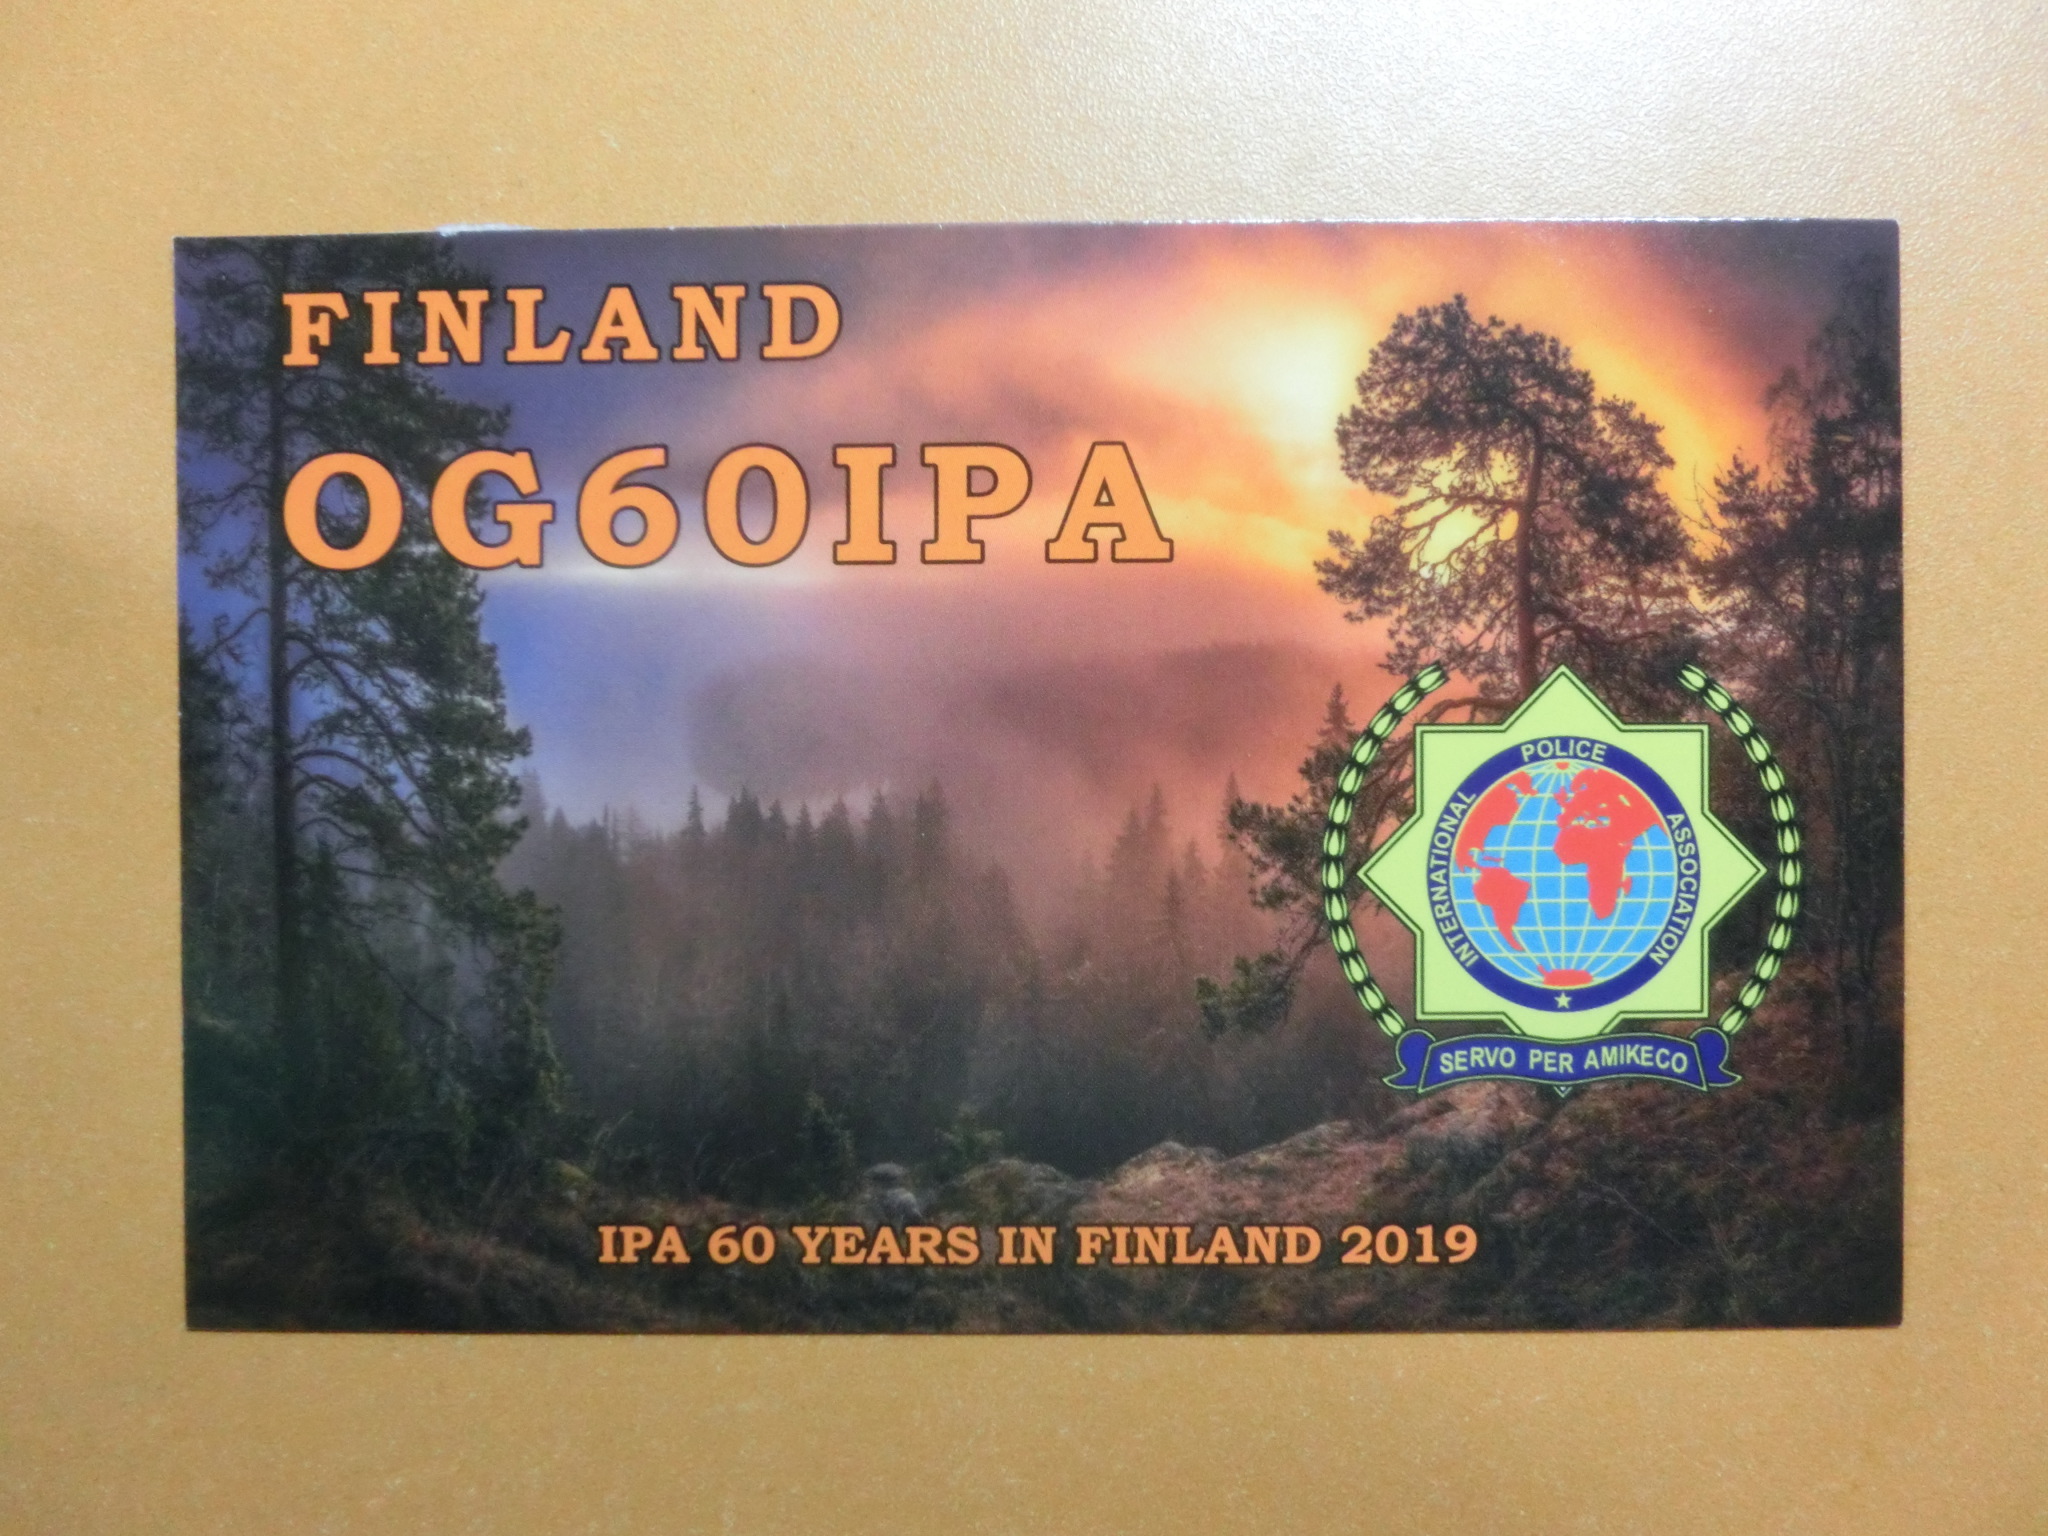 FINLAND
OG60IPA
INTERNATIONAL POLICE ASSOCIATION
SERVO PER AMIKECO
IPA 60 YEARS IN FINLAND 2019